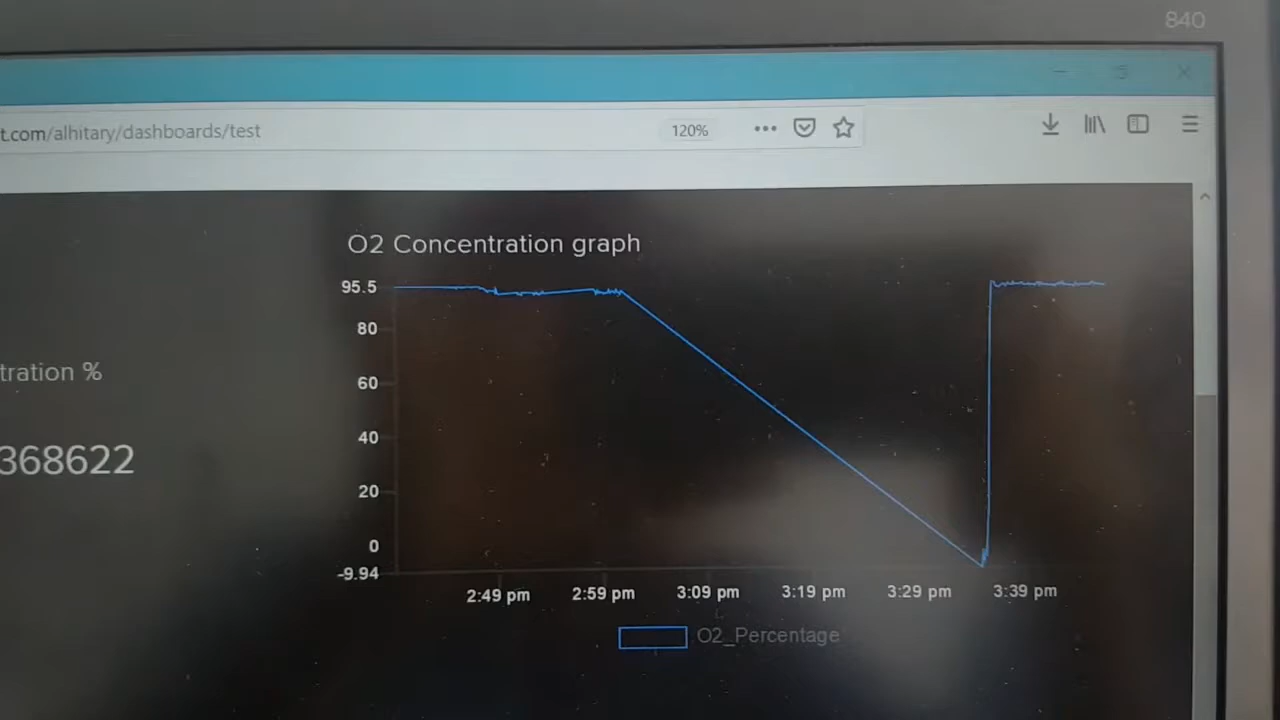 840
t.com/alhitary/dashboards/test
120%
O2 Concentration graph
95.5
80
60
40
20
0
-9.94
tration %
368622
2:49 pm 2:59 pm 3:09 pm 3:19 pm 3:29 pm 3:39 pm
O2_Percentage